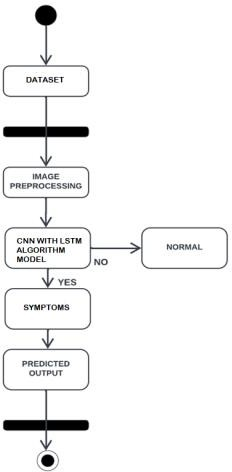 DATASET
IMAGE
PREPROCESSING
CNN WITH LSTM
ALGORITHM
MODEL
NO
NORMAL
YES
SYMPTOMS
PREDICTED
OUTPUT